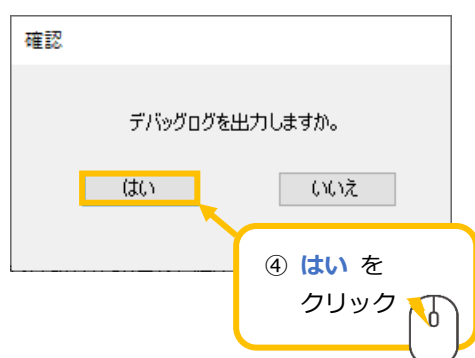 確認
デバッグログを出力しますか。
はい
いいえ
④ はい を
クリック